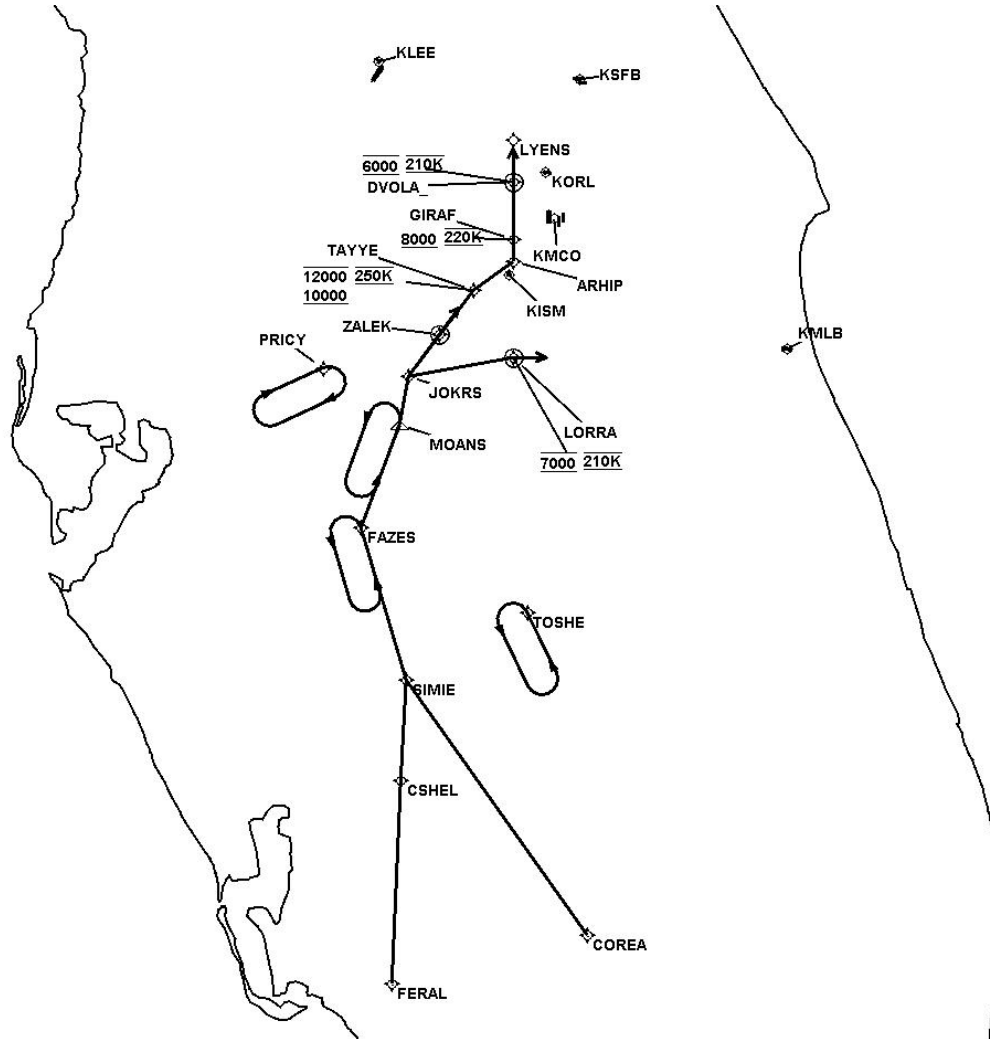 KLEE
KSFB
LYENS
6000 210K
KORL
DVOLA_
GIRAF
8000 220K
KMCO
TAYYE
12000 250K
10000
ARHIP
KISM
ZALEK
PRICY
KMLB
JOKRS
LORRA
MOANS
7000 210K
FAZES
TOSHE
SIMIE
CSHEL
COREA
FERAL